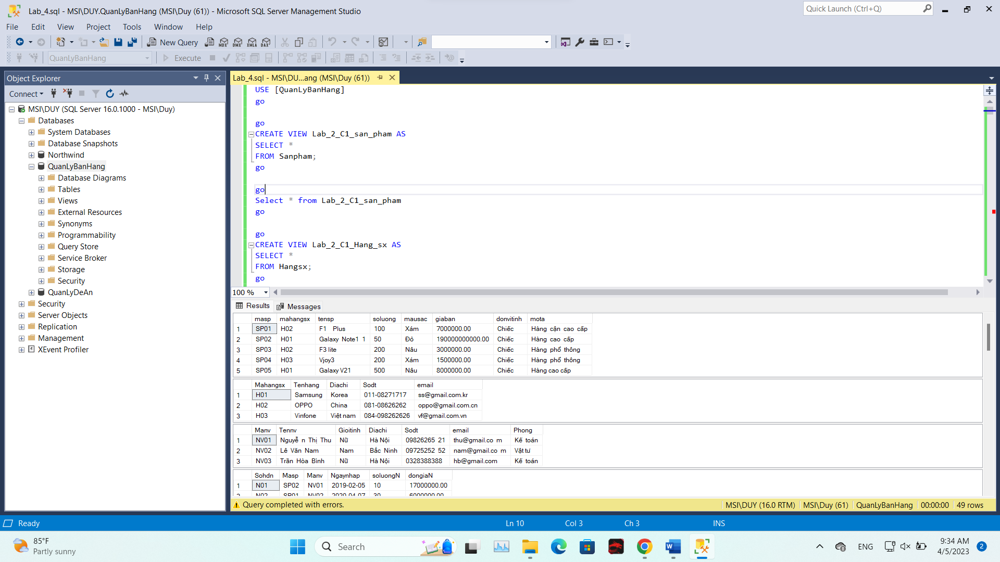 Lab_4.sql - MSI\DUY.QuanLyBanHang (MSI\Duy (61)) - Microsoft SQL Server Management Studio
Quick Launch (Ctrl+Q)
File Edit View Project Tools Window Help
New Query MDX DMX XMLA DAX
QuanLyBanHang Execute
Object Explorer
Connect
MSI\DUY (SQL Server 16.0.1000 - MSI\Duy)
Databases
System Databases
Database Snapshots
Northwind
QuanLyBanHang
Database Diagrams
Tables
Views
External Resources
Synonyms
Programmability
Query Store
Service Broker
Storage
Security
QuanLyDeAn
Security
Server Objects
Replication
Management
XEvent Profiler
Lab_4.sql - MSI\DU...ang (MSI\Duy (61))
USE [QuanLyBanHang]
go
go
CREATE VIEW Lab_2_C1_san_pham AS
SELECT *
FROM Sanpham;
go
go
Select * from Lab_2_C1_san_pham
go
go
CREATE VIEW Lab_2_C1_Hang_sx AS
SELECT *
FROM Hangsx;
go
100 %
Results Messages
masp mahangsx tensp soluong mausac giaban donvitinh mota
1 SP01 H02 F1 Plus 100 Xám 7000000.00 Chiếc Hàng cận cao cấp
2 SP02 H01 Galaxy Note1 1 50 Đỏ 190000000000.00 Chiếc Hàng cao cấp
3 SP03 H02 F3 lite 200 Nâu 3000000.00 Chiếc Hàng phổ thông
4 SP04 H03 Vjoy3 200 Xám 1500000.00 Chiếc Hàng phổ thông
5 SP05 H01 Galaxy V21 500 Nâu 8000000.00 Chiếc Hàng cao cấp
Mahangsx Tenhang Diachi Sodt email
1 H01 Samsung Korea 011-08271717 ss@gmail.com.kr
2 H02 OPPO China 081-08626262 oppo@gmail.com.cn
3 H03 Vinfone Việt nam 084-098262626 vf@gmail.com.vn
Manv Tennv Gioitinh Diachi Sodt email Phong
1 NV01 Nguyễ n Thị Thu Nữ Hà Nội 09826265 21 thu@gmail.co m Kế toán
2 NV02 Lê Văn Nam Nam Bắc Ninh 09725252 52 nam@gmail.co m Vật tư
3 NV03 Trần Hòa Bình Nữ Hà Nội 0328388388 hb@gmail.com Kế toán
Sohdn Masp Manv Ngaynhap soluongN dongiaN
1 N01 SP02 NV01 2019-02-05 10 17000000.00
2 N02 SP01 NV02 2020-04-07 30 6000000.00
Query completed with errors. MSI\DUY (16.0 RTM) MSI\Duy (61) QuanLyBanHang 00:00:00 49 rows
Ready Ln 10 Col 3 Ch 3 INS
85°F
Partly sunny
Search
ENG
9:34 AM
4/5/2023
2